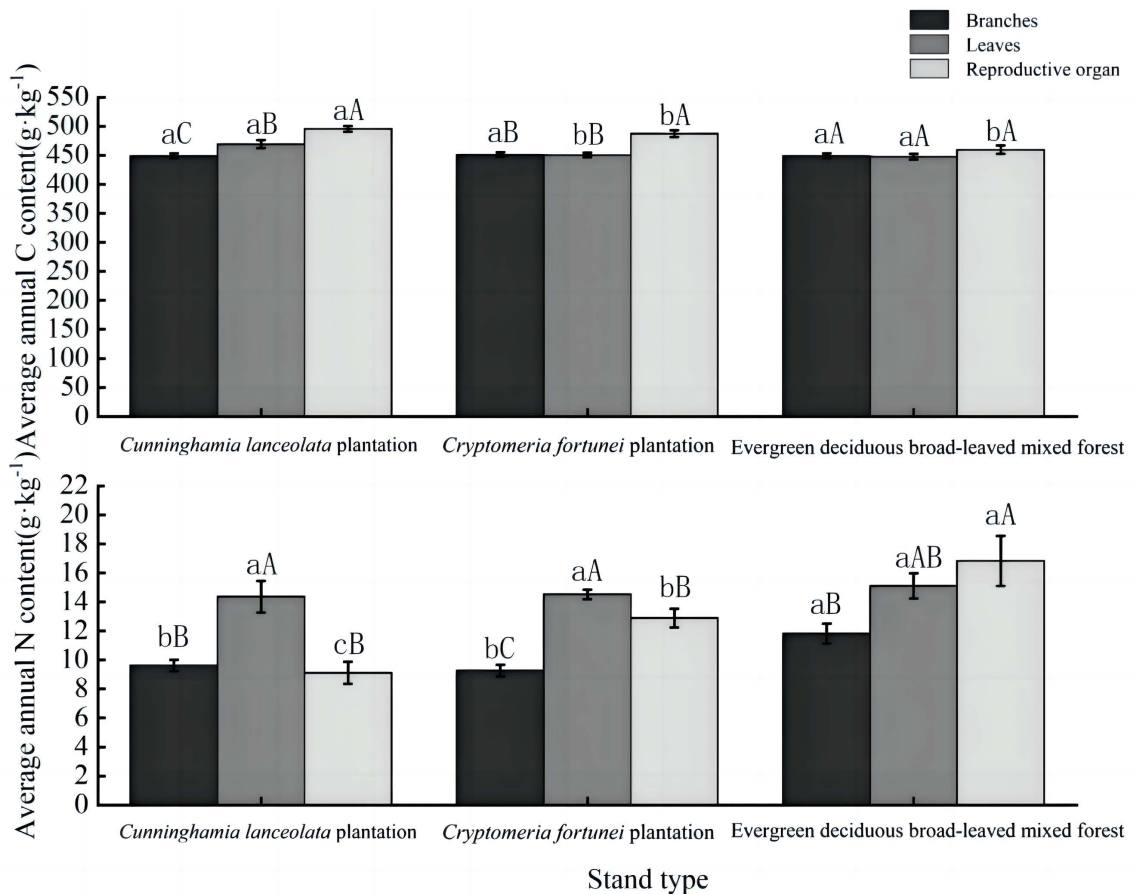 Branches
Leaves
Reproductive organ
Average annual C content(g·kg⁻¹)
550
500
450
400
350
300
250
200
150
100
50
0
aC
aB
aA
aB
bB
bA
aA
aA
bA
Cunninghamia lanceolata plantation
Cryptomeria fortunei plantation
Evergreen deciduous broad-leaved mixed forest
Average annual N content(g·kg⁻¹)
22
20
18
16
14
12
10
8
6
4
2
0
bB
aA
cB
bC
aA
bB
aB
aAB
aA
Cunninghamia lanceolata plantation
Cryptomeria fortunei plantation
Evergreen deciduous broad-leaved mixed forest
Stand type